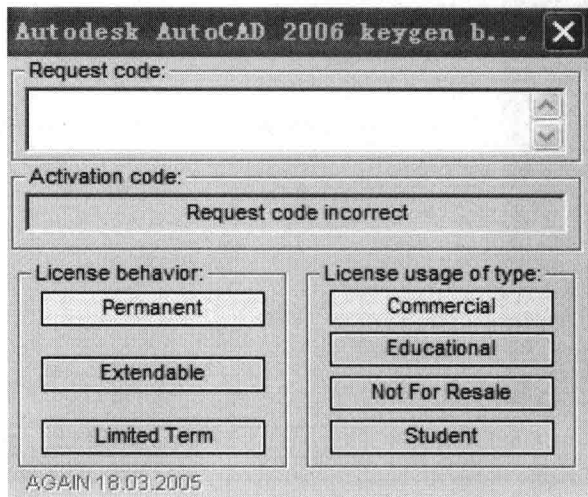 Autodesk AutoCAD 2006 keygen b...
Request code:
Activation code:
Request code incorrect
License behavior:
Permanent
Extendable
Limited Term
License usage of type:
Commercial
Educational
Not For Resale
Student
AGAIN 18.03.2005